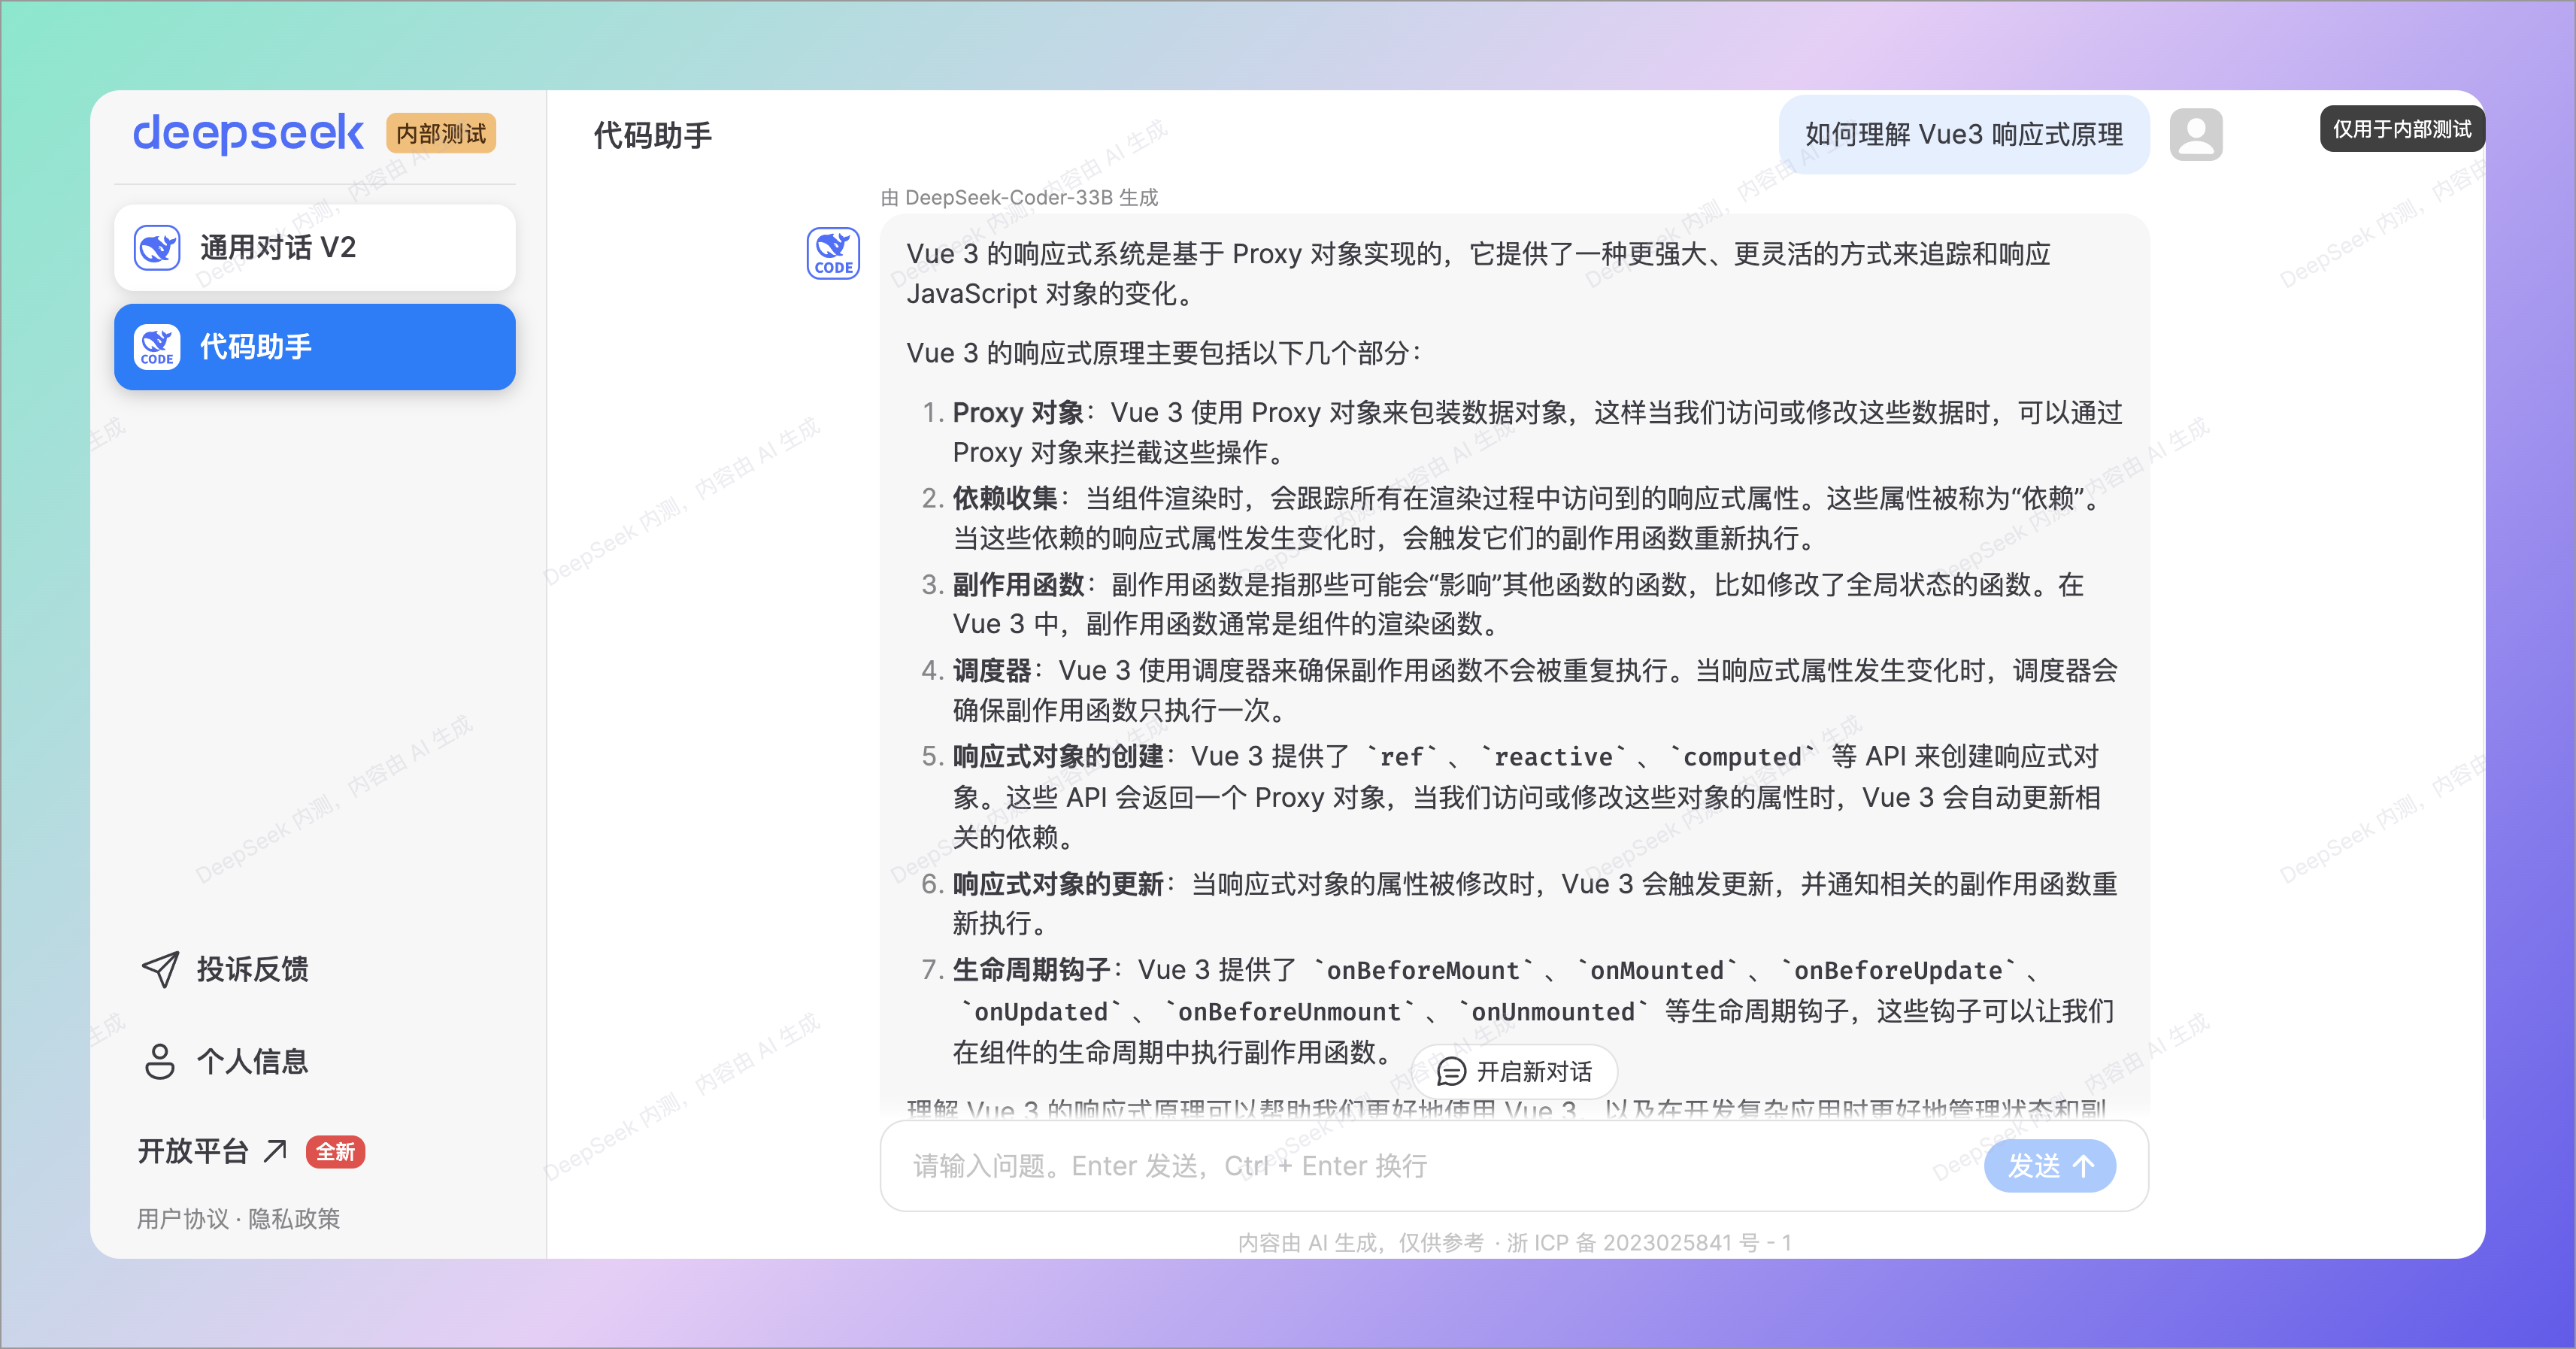 deepseek 内部测试
通用对话 V2
CODE 代码助手
投诉反馈
个人信息
开放平台 全新
用户协议 · 隐私政策
代码助手
如何理解 Vue3 响应式原理
仅用于内部测试
由 DeepSeek-Coder-33B 生成
CODE
Vue 3 的响应式系统是基于 Proxy 对象实现的，它提供了一种更强大、更灵活的方式来追踪和响应
JavaScript 对象的变化。
Vue 3 的响应式原理主要包括以下几个部分：
1. Proxy 对象：Vue 3 使用 Proxy 对象来包装数据对象，这样当我们访问或修改这些数据时，可以通过
Proxy 对象来拦截这些操作。
2. 依赖收集：当组件渲染时，会跟踪所有在渲染过程中访问到的响应式属性。这些属性被称为“依赖”。
当这些依赖的响应式属性发生变化时，会触发它们的副作用函数重新执行。
3. 副作用函数：副作用函数是指那些可能会“影响”其他函数的函数，比如修改了全局状态的函数。在
Vue 3 中，副作用函数通常是组件的渲染函数。
4. 调度器：Vue 3 使用调度器来确保副作用函数不会被重复执行。当响应式属性发生变化时，调度器会
确保副作用函数只执行一次。
5. 响应式对象的创建：Vue 3 提供了 `ref` 、 `reactive` 、 `computed` 等 API 来创建响应式对
象。这些 API 会返回一个 Proxy 对象，当我们访问或修改这些对象的属性时，Vue 3 会自动更新相
关的依赖。
6. 响应式对象的更新：当响应式对象的属性被修改时，Vue 3 会触发更新，并通知相关的副作用函数重
新执行。
7. 生命周期钩子：Vue 3 提供了 `onBeforeMount` 、 `onMounted` 、 `onBeforeUpdate` 、
`onUpdated` 、 `onBeforeUnmount` 、 `onUnmounted` 等生命周期钩子，这些钩子可以让我们
在组件的生命周期中执行副作用函数。
开启新对话
理解 Vue 3 的响应式原理可以帮助我们更好地使用 Vue 3，以及在开发复杂应用时更好地管理状态和副
请输入问题。Enter 发送，Ctrl + Enter 换行
发送
内容由 AI 生成，仅供参考 · 浙 ICP 备 2023025841 号 - 1
DeepSeek 内测，内容由 AI 生成